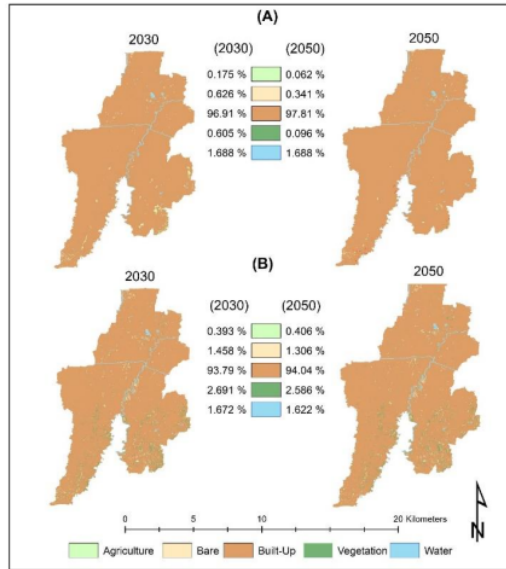 (A)
2030 2050
(2030) (2050)
0.175 % 0.062 %
0.626 % 0.341 %
96.91 % 97.81 %
0.605 % 0.096 %
1.688 % 1.688 %
(B)
2030 2050
(2030) (2050)
0.393 % 0.406 %
1.458 % 1.306 %
93.79 % 94.04 %
2.691 % 2.586 %
1.672 % 1.622 %
0 5 10 20 Kilometers
N
Agriculture Bare Built-Up Vegetation Water